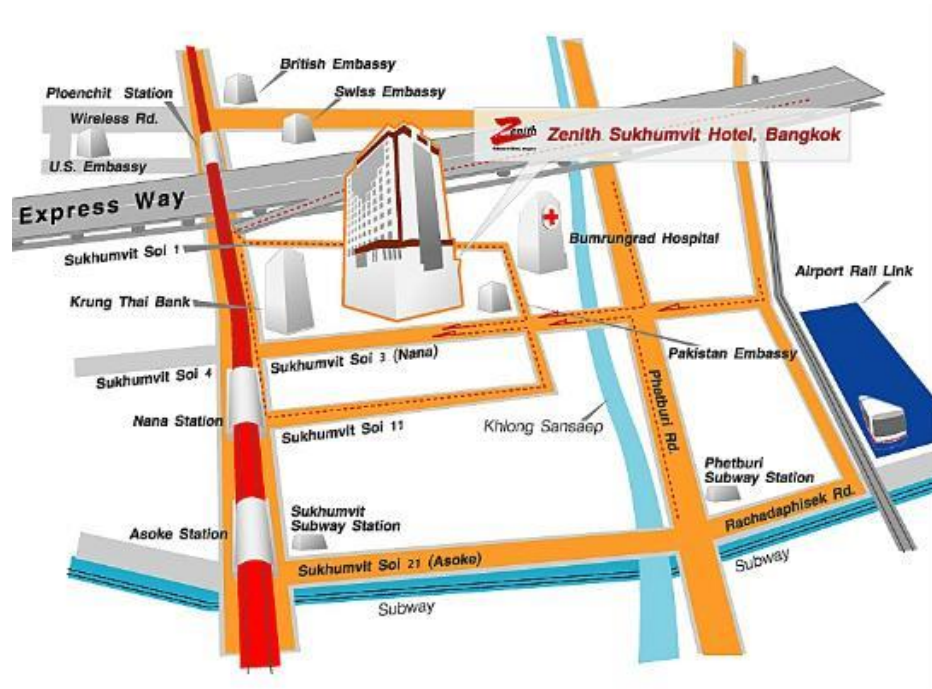 British Embassy
Ploenchit Station
Swiss Embassy
Wireless Rd.
Zenith
Zenith Sukhumvit Hotel, Bangkok
U.S. Embassy
Express Way
Sukhumvit Soi 1
Bumrungrad Hospital
Airport Rail Link
Krung Thai Bank
Sukhumvit Soi 3 (Nana)
Pakistan Embassy
Sukhumvit Soi 4
Nana Station
Sukhumvit Soi 11
Khlong Sansaep
Phetburi Rd.
Phetburi
Subway Station
Sukhumvit
Subway Station
Rachadaphisek Rd.
Asoke Station
Sukhumvit Soi 21 (Asoke)
Subway
Subway